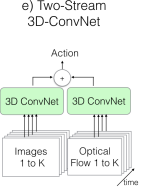 e) Two-Stream
3D-ConvNet
Action
+
3D ConvNet
3D ConvNet
Images
1 to K
Optical
Flow 1 to K
time